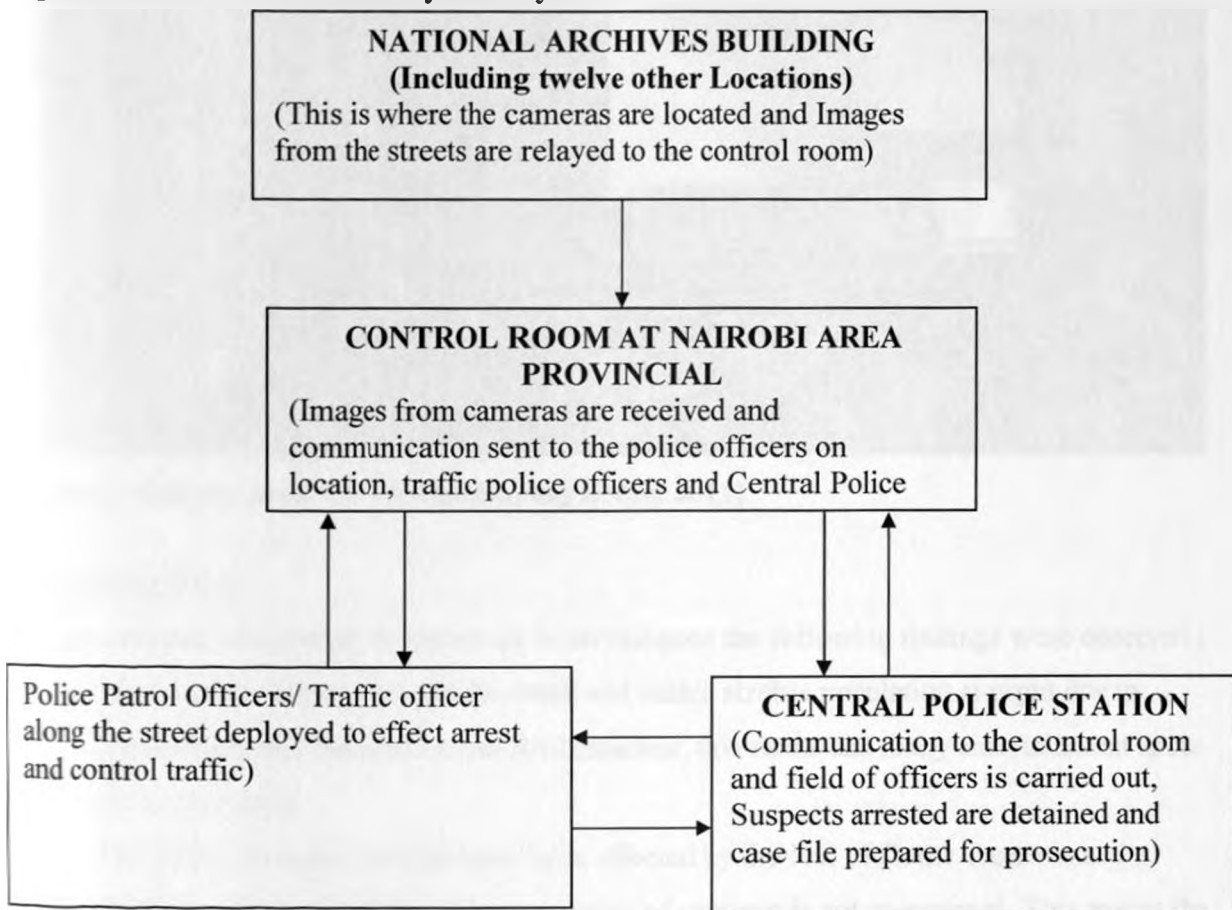 NATIONAL ARCHIVES BUILDING
(Including twelve other Locations)
(This is where the cameras are located and Images
from the streets are relayed to the control room)
CONTROL ROOM AT NAIROBI AREA
PROVINCIAL
(Images from cameras are received and
communication sent to the police officers on
location, traffic police officers and Central Police
Police Patrol Officers/ Traffic officer
along the street deployed to effect arrest
and control traffic)
CENTRAL POLICE STATION
(Communication to the control room
and field of officers is carried out,
Suspects arrested are detained and
case file prepared for prosecution)